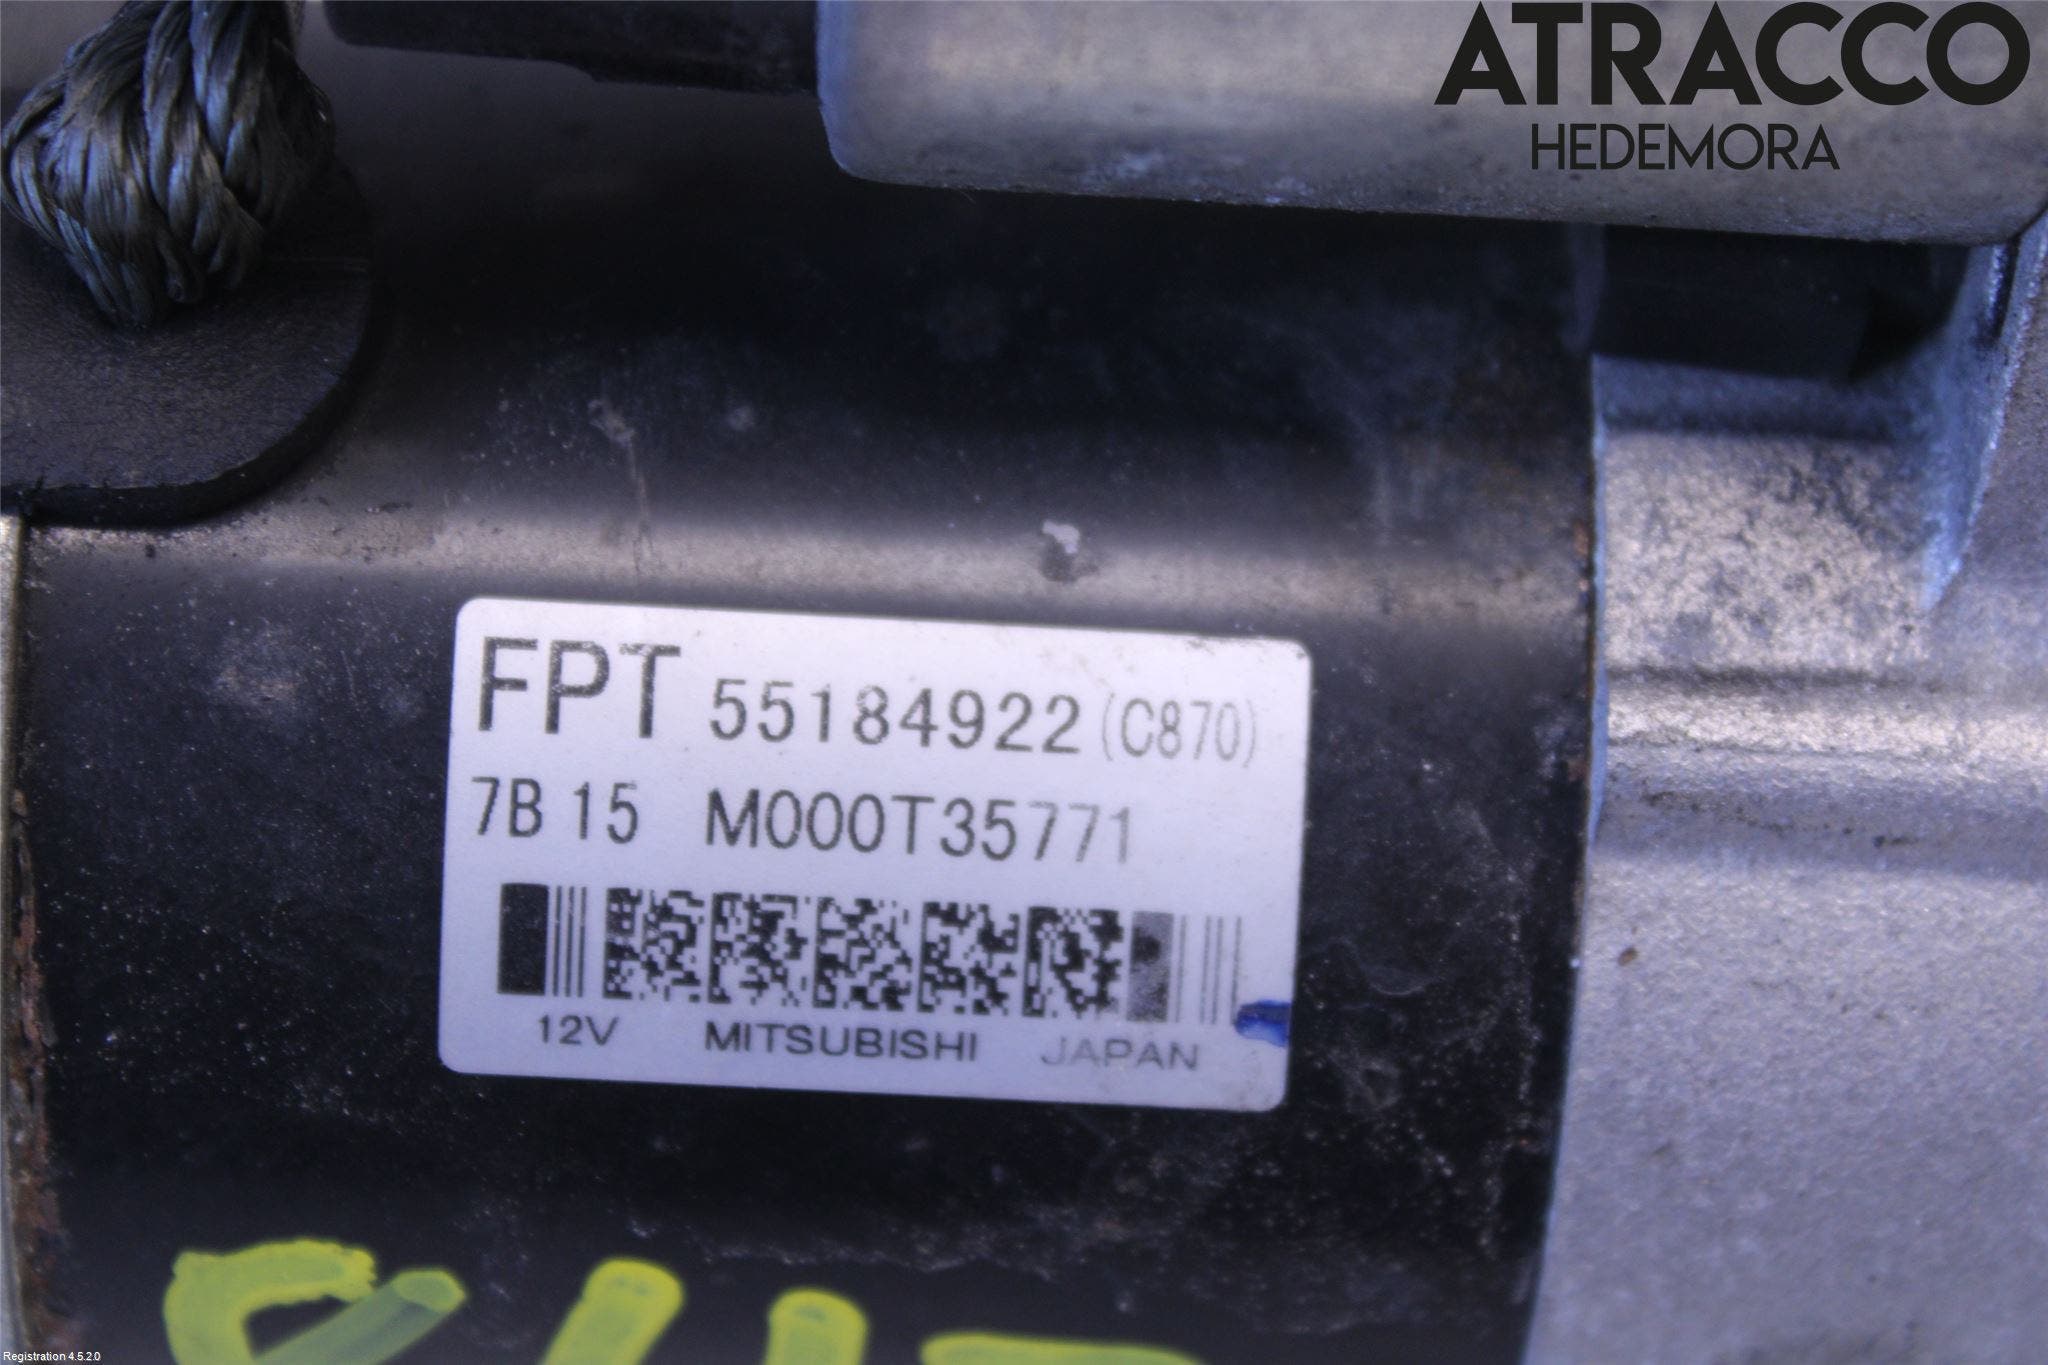 ATRACCO
HEDEMORA
FPT 55184922 (C870)
7B 15 M000T35771
12V MITSUBISHI JAPAN
Registration 4.5.2.0